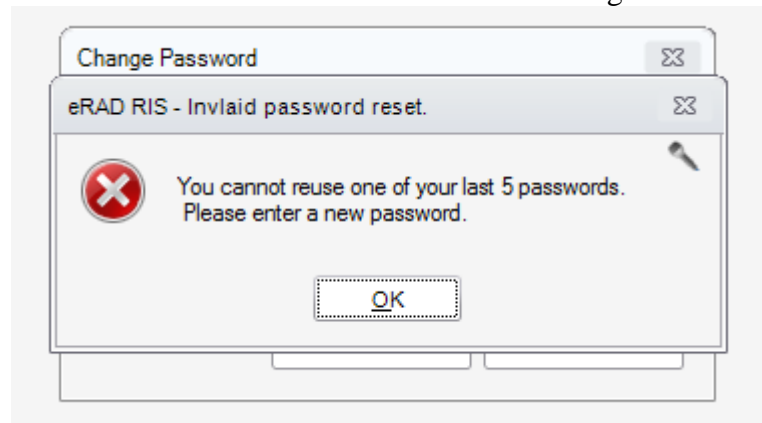 Change Password
eRAD RIS - Invlaid password reset.
You cannot reuse one of your last 5 passwords.
Please enter a new password.
OK